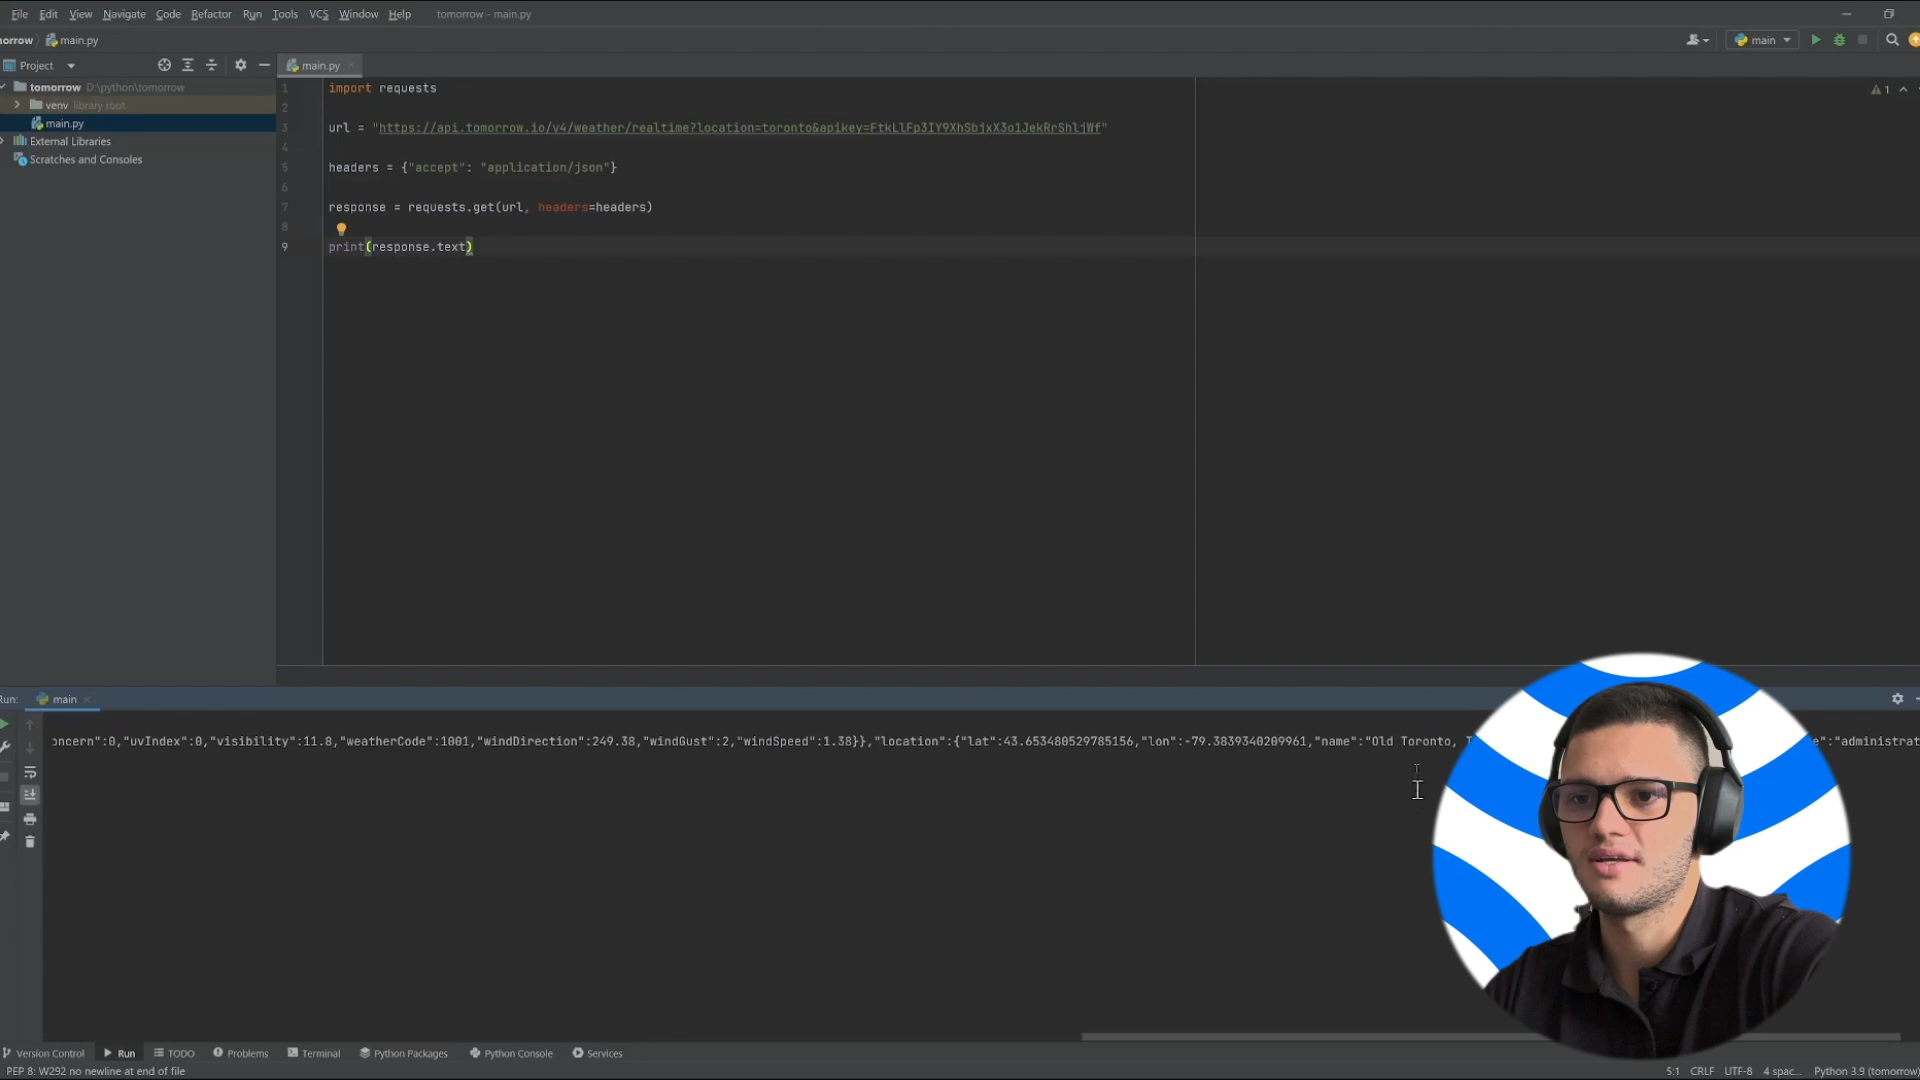 File Edit View Navigate Code Refactor Run Tools VCS Window Help tomorrow - main.py
orrow main.py
main
Project
main.py
tomorrow D:\python\tomorrow
venv library root
main.py
External Libraries
Scratches and Consoles
1 import requests
2
3 url = "https://api.tomorrow.io/v4/weather/realtime?location=toronto&apikey=FtkLlFp3IY9XhSbjxX3o1JekRrShljWf"
4
5 headers = {"accept": "application/json"}
6
7 response = requests.get(url, headers=headers)
8
9 print(response.text)
1
Run: main
oncern":0,"uvIndex":0,"visibility":11.8,"weatherCode":1001,"windDirection":249.38,"windGust":2,"windSpeed":1.38}},"location":{"lat":43.653480529785156,"lon":-79.3839340209961,"name":"Old Toronto, T e":"administrat
Version Control Run TODO Problems Terminal Python Packages Python Console Services
PEP 8: W292 no newline at end of file
5:1 CRLF UTF-8 4 spac... Python 3.9 (tomorrow)